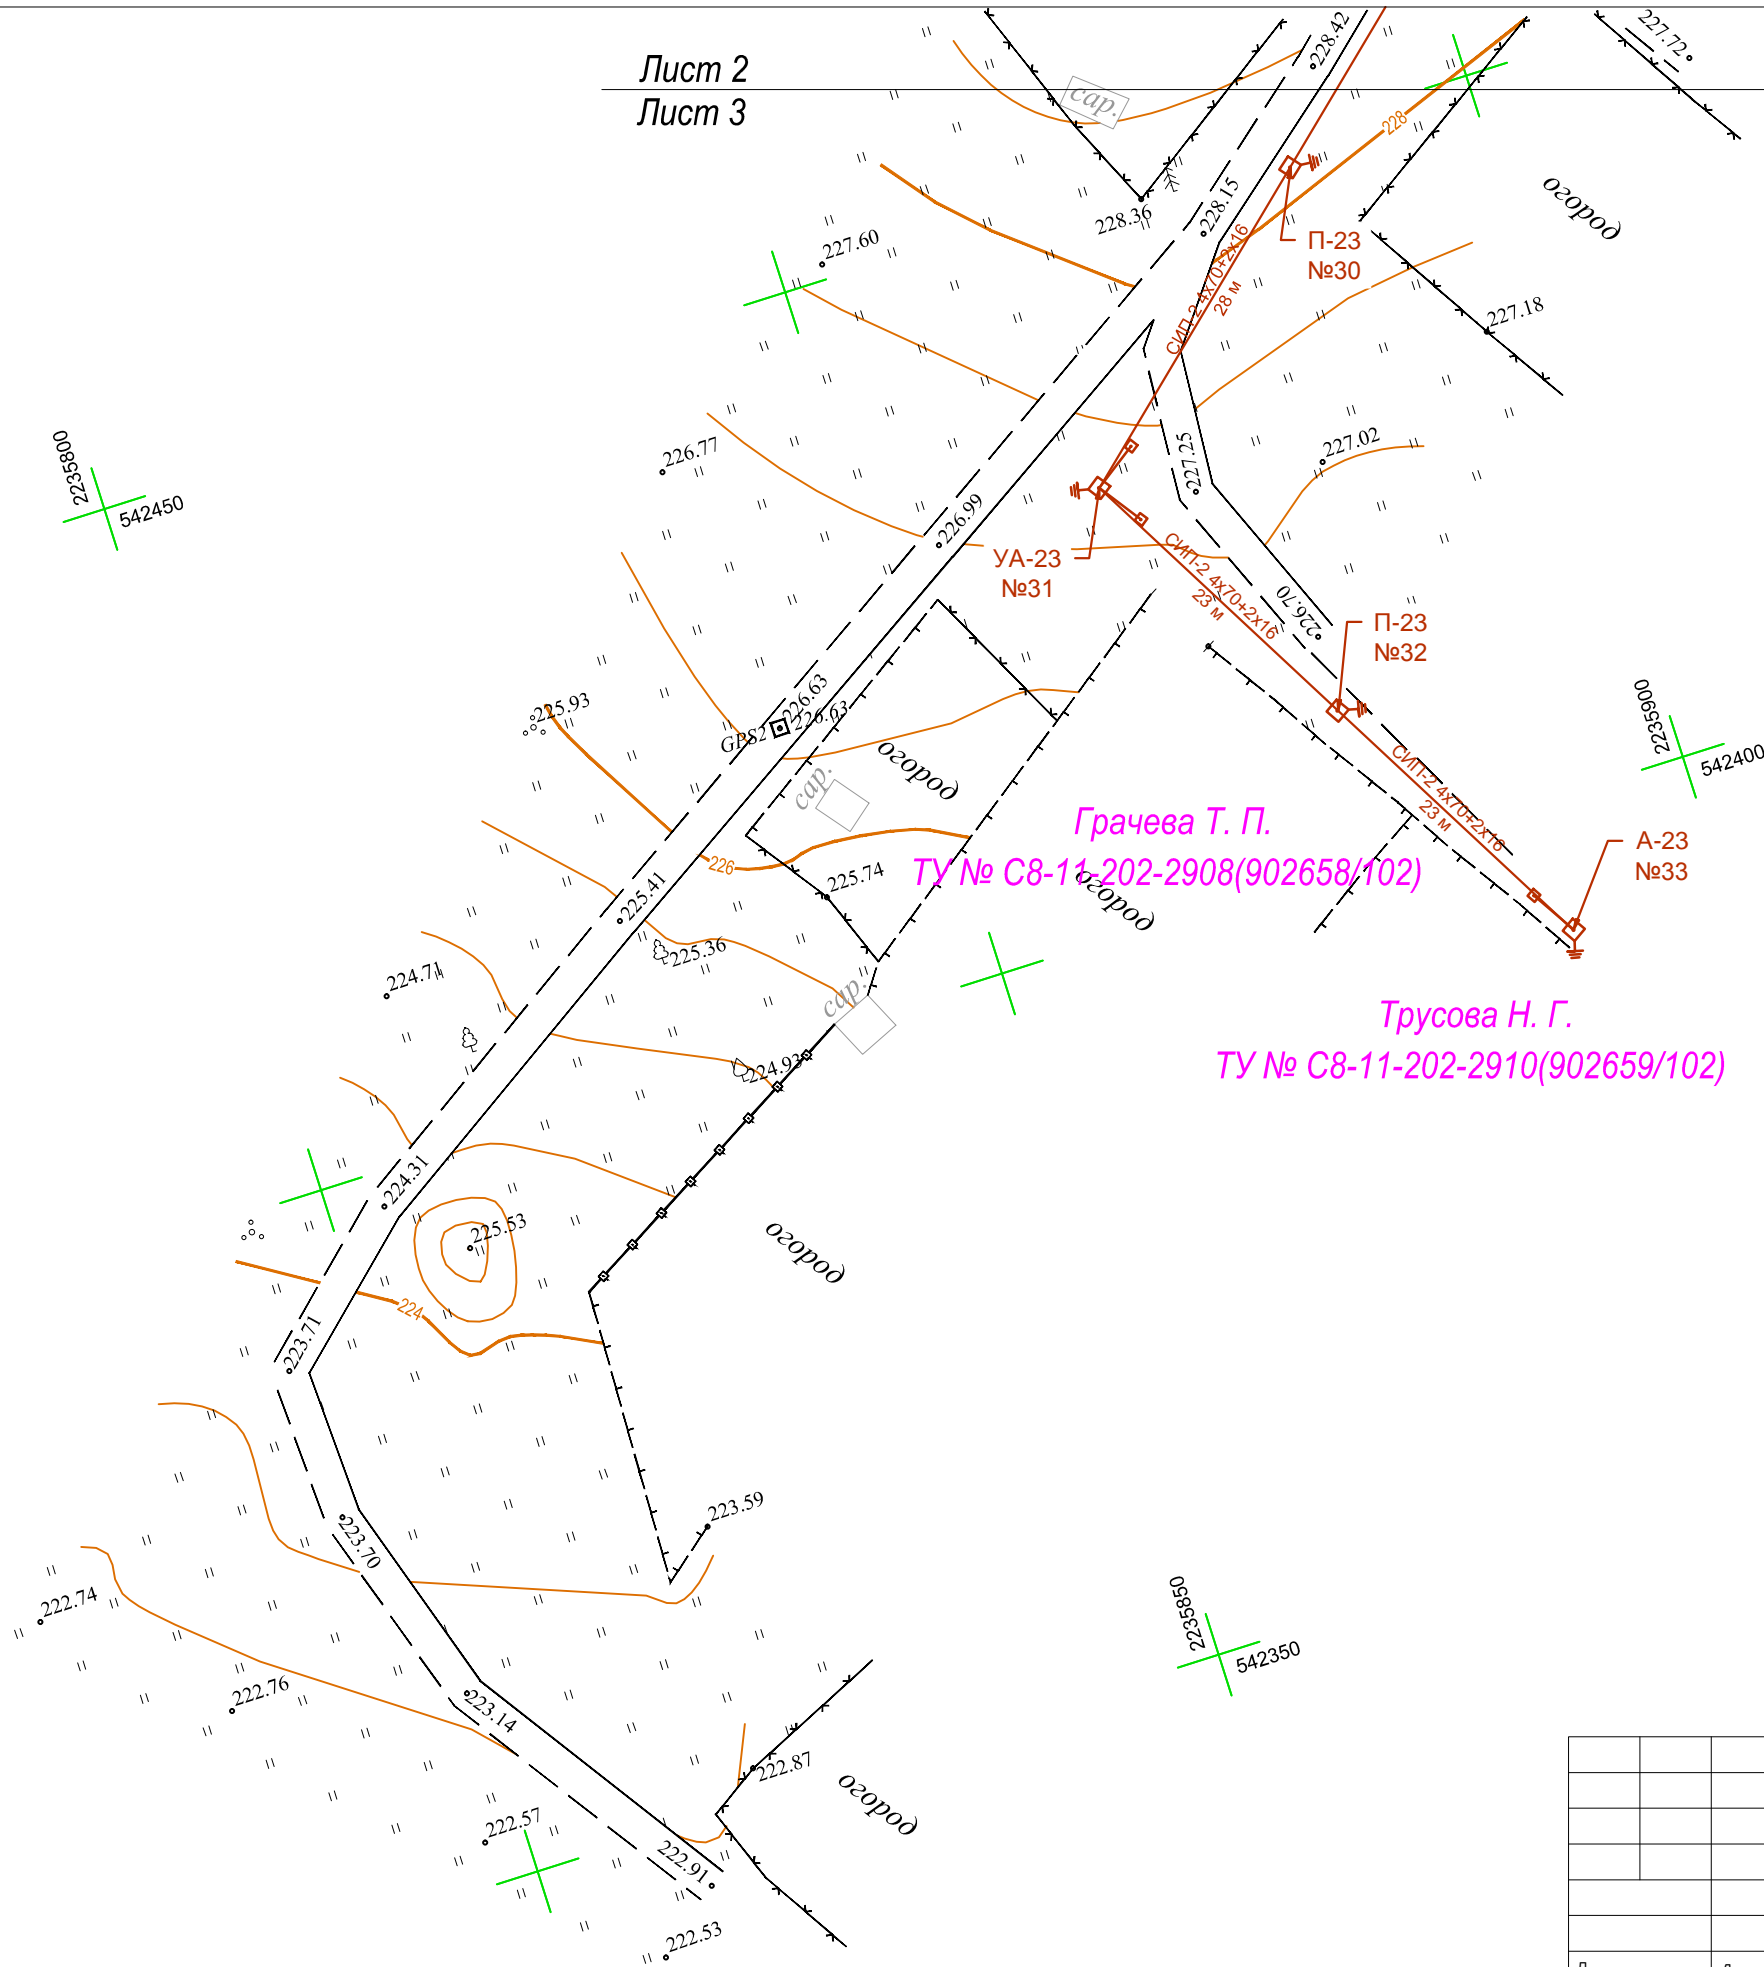 Лист 2
Лист 3
228.42
227.72
сар.
228
огород
228.36
228.15
227.60
П-23
№30
СИП-2 4х70+2х16
28 м
227.18
226.77
227.25
227.02
2235800
542450
226.99
УА-23
№31
СИП-2 4х70+2х16
23 м
226.70
П-23
№32
225.93
226.63
GPS2
226.63
огород
сар.
2235900
542400
СИП-2 4х70+2х16
23 м
Грачева Т. П.
ТУ № С8-11-202-2908(902658/102)
А-23
№33
226
225.74
огород
225.41
225.36
224.71
сар.
Трусова Н. Г.
ТУ № С8-11-202-2910(902659/102)
224.93
224.31
225.53
огород
224
223.71
223.59
223.70
222.74
2235850
542350
222.76
223.14
222.87
огород
222.57
222.91
222.53